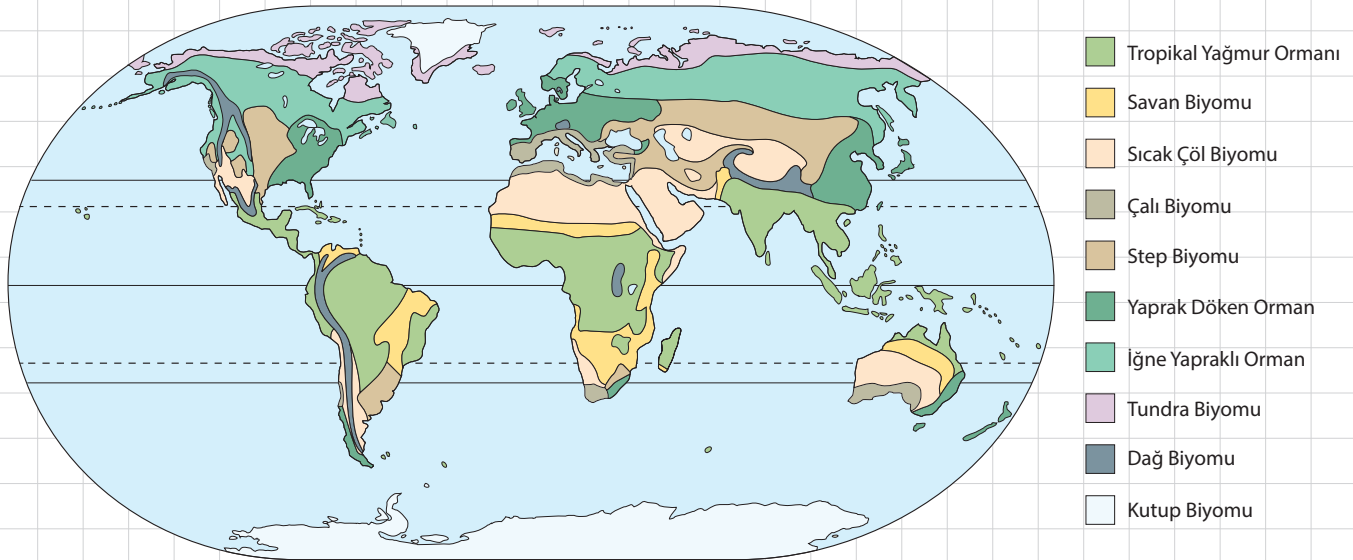 Tropikal Yağmur Ormanı
Savan Biyomu
Sıcak Çöl Biyomu
Çalı Biyomu
Step Biyomu
Yaprak Döken Orman
İğne Yapraklı Orman
Tundra Biyomu
Dağ Biyomu
Kutup Biyomu